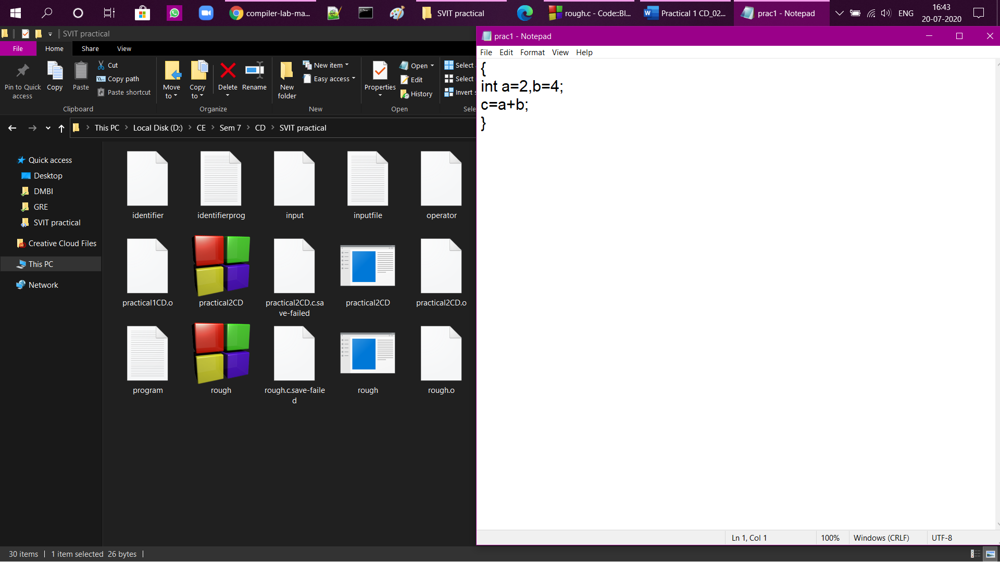 compiler-lab-ma...
SVIT practical
rough.c - Code::Bl...
Practical 1 CD_02...
prac1 - Notepad
ENG
16:43
20-07-2020
SVIT practical
File
Home
Share
View
Pin to Quick access
Copy
Paste
Cut
Copy path
Paste shortcut
Clipboard
Move to
Copy to
Delete
Rename
Organize
New folder
New item
Easy access
New
Properties
Open
Edit
History
Open
Select
Select
Invert s
Sele
This PC
Local Disk (D:)
CE
Sem 7
CD
SVIT practical
Quick access
Desktop
DMBI
GRE
SVIT practical
Creative Cloud Files
This PC
Network
identifier
identifierprog
input
inputfile
operator
practical1CD.o
practical2CD
practical2CD.c.sa
ve-failed
practical2CD
practical2CD.o
program
rough
rough.c.save-faile
d
rough
rough.o
30 items
1 item selected 26 bytes
prac1 - Notepad
File Edit Format View Help
{
int a=2,b=4;
c=a+b;
}
Ln 1, Col 1
100%
Windows (CRLF)
UTF-8